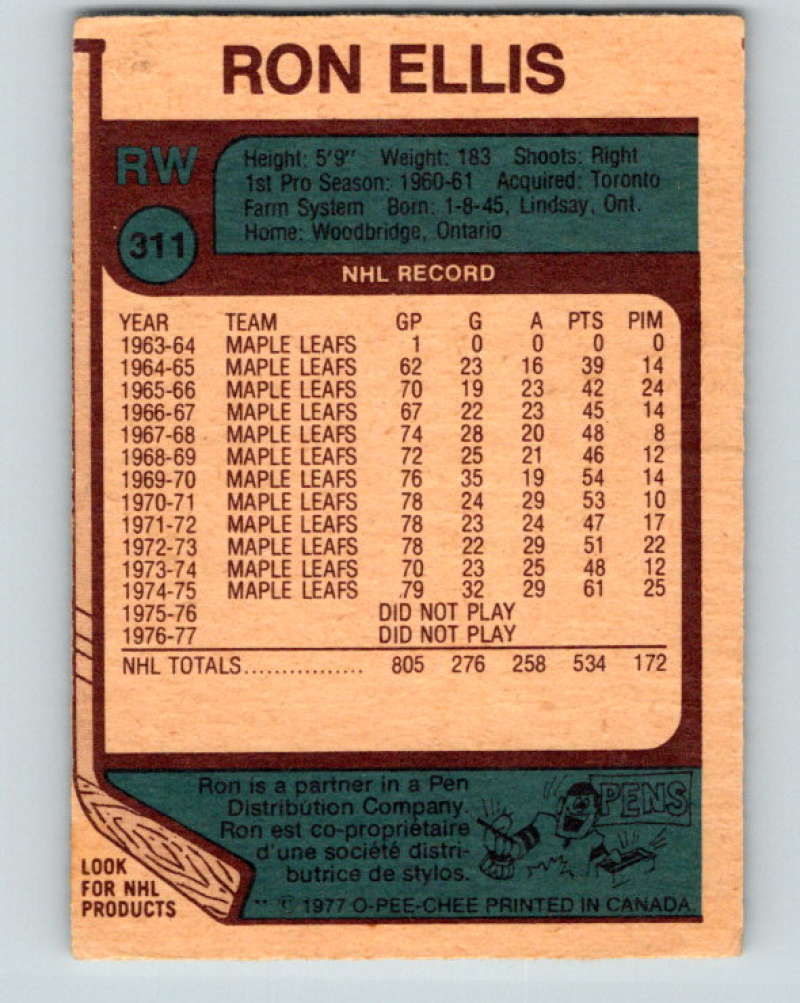 RON ELLIS
RW
311
Height: 5'9" Weight: 183 Shoots: Right
1st Pro Season: 1960-61 Acquired: Toronto
Farm System Born: 1-8-45, Lindsay, Ont.
Home: Woodbridge, Ontario
NHL RECORD
YEAR TEAM GP G A PTS PIM
1963-64 MAPLE LEAFS 1 0 0 0 0
1964-65 MAPLE LEAFS 62 23 16 39 14
1965-66 MAPLE LEAFS 70 19 23 42 24
1966-67 MAPLE LEAFS 67 22 23 45 14
1967-68 MAPLE LEAFS 74 28 20 48 8
1968-69 MAPLE LEAFS 72 25 21 46 12
1969-70 MAPLE LEAFS 76 35 19 54 14
1970-71 MAPLE LEAFS 78 24 29 53 10
1971-72 MAPLE LEAFS 78 23 24 47 17
1972-73 MAPLE LEAFS 78 22 29 51 22
1973-74 MAPLE LEAFS 70 23 25 48 12
1974-75 MAPLE LEAFS 79 32 29 61 25
1975-76 DID NOT PLAY
1976-77 DID NOT PLAY
NHL TOTALS................ 805 276 258 534 172
Ron is a partner in a Pen
Distribution Company.
Ron est co-propriétaire
d'une société distri-
butrice de stylos.
PENS
LOOK
FOR NHL
PRODUCTS
** © 1977 O-PEE-CHEE PRINTED IN CANADA